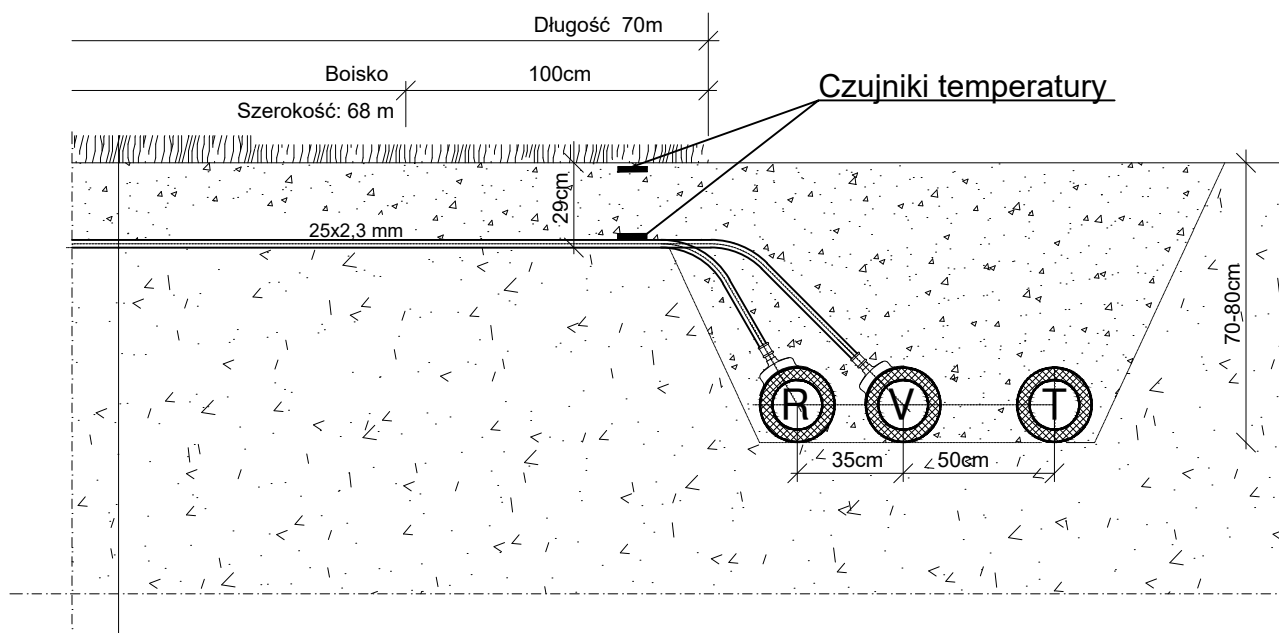 Długość 70m
Boisko 100cm
Szerokość: 68 m
Czujniki temperatury
29cm
25x2,3 mm
70-80cm
R V T
35cm 50cm